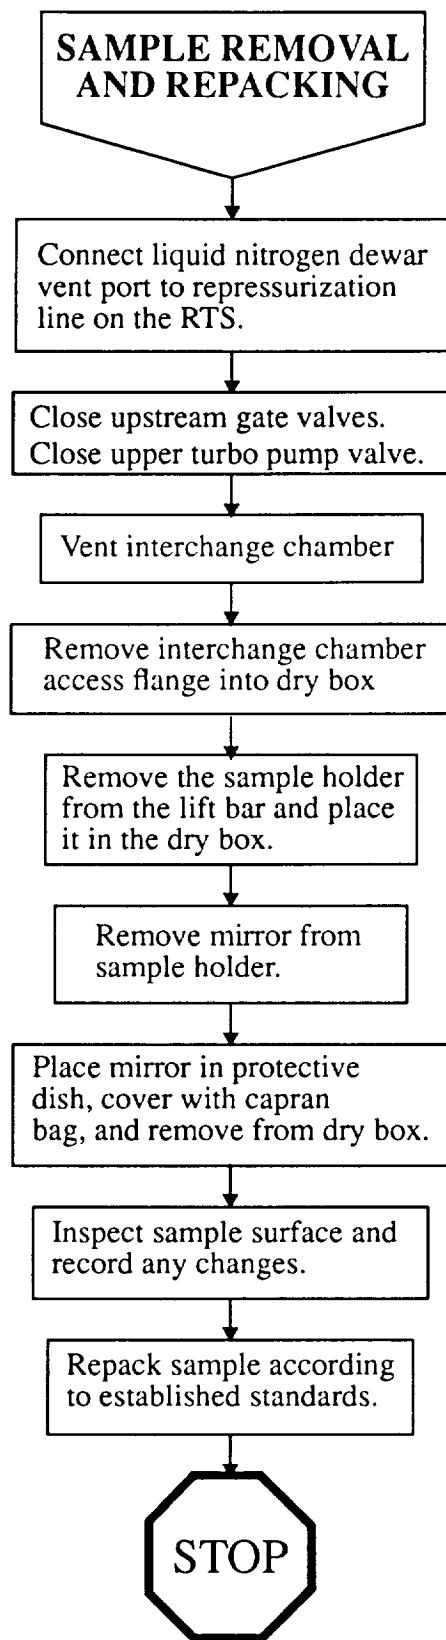 SAMPLE REMOVAL
AND REPACKING
Connect liquid nitrogen dewar
vent port to repressurization
line on the RTS.
Close upstream gate valves.
Close upper turbo pump valve.
Vent interchange chamber
Remove interchange chamber
access flange into dry box
Remove the sample holder
from the lift bar and place
it in the dry box.
Remove mirror from
sample holder.
Place mirror in protective
dish, cover with capran
bag, and remove from dry box.
Inspect sample surface and
record any changes.
Repack sample according
to established standards.
STOP